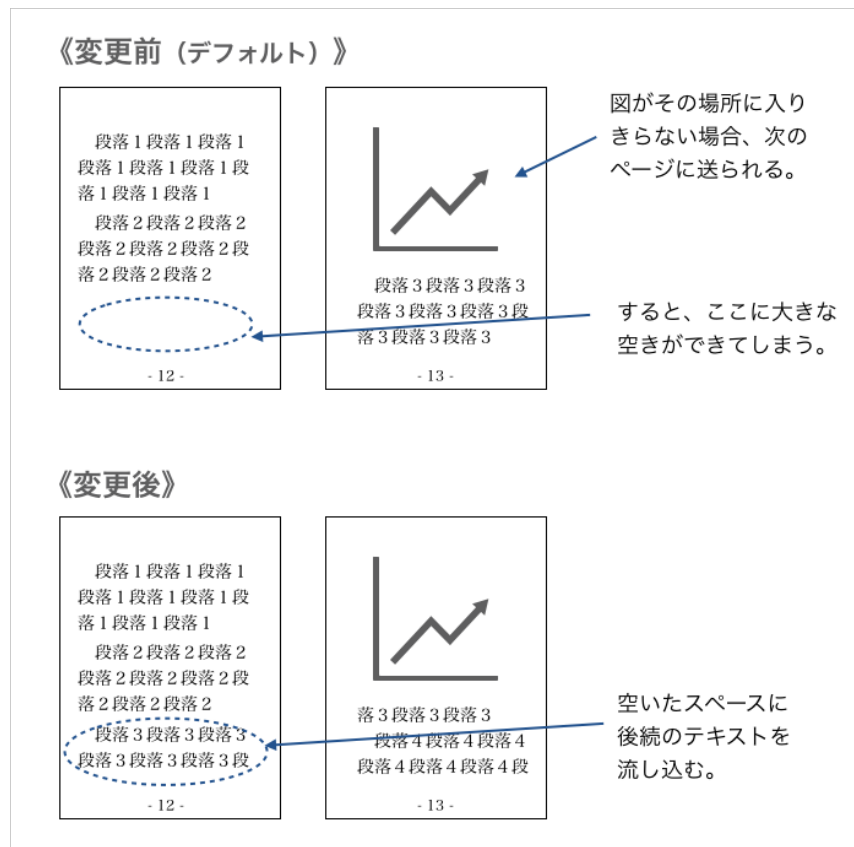 《変更前（デフォルト）》
段落１段落１段落１
段落１段落１段落１段
落１段落１段落１
段落２段落２段落２
段落２段落２段落２段
落２段落２段落２
- 12 -
段落３段落３段落３
段落３段落３段落３段
落３段落３段落３
- 13 -
図がその場所に入り
きらない場合、次の
ページに送られる。
すると、ここに大きな
空きができてしまう。
《変更後》
段落１段落１段落１
段落１段落１段落１段
落１段落１段落１
段落２段落２段落２
段落２段落２段落２段
落２段落２段落２
段落３段落３段落３
段落３段落３段落３段
- 12 -
落３段落３段落３
段落４段落４段落４
段落４段落４段落４段
- 13 -
空いたスペースに
後続のテキストを
流し込む。